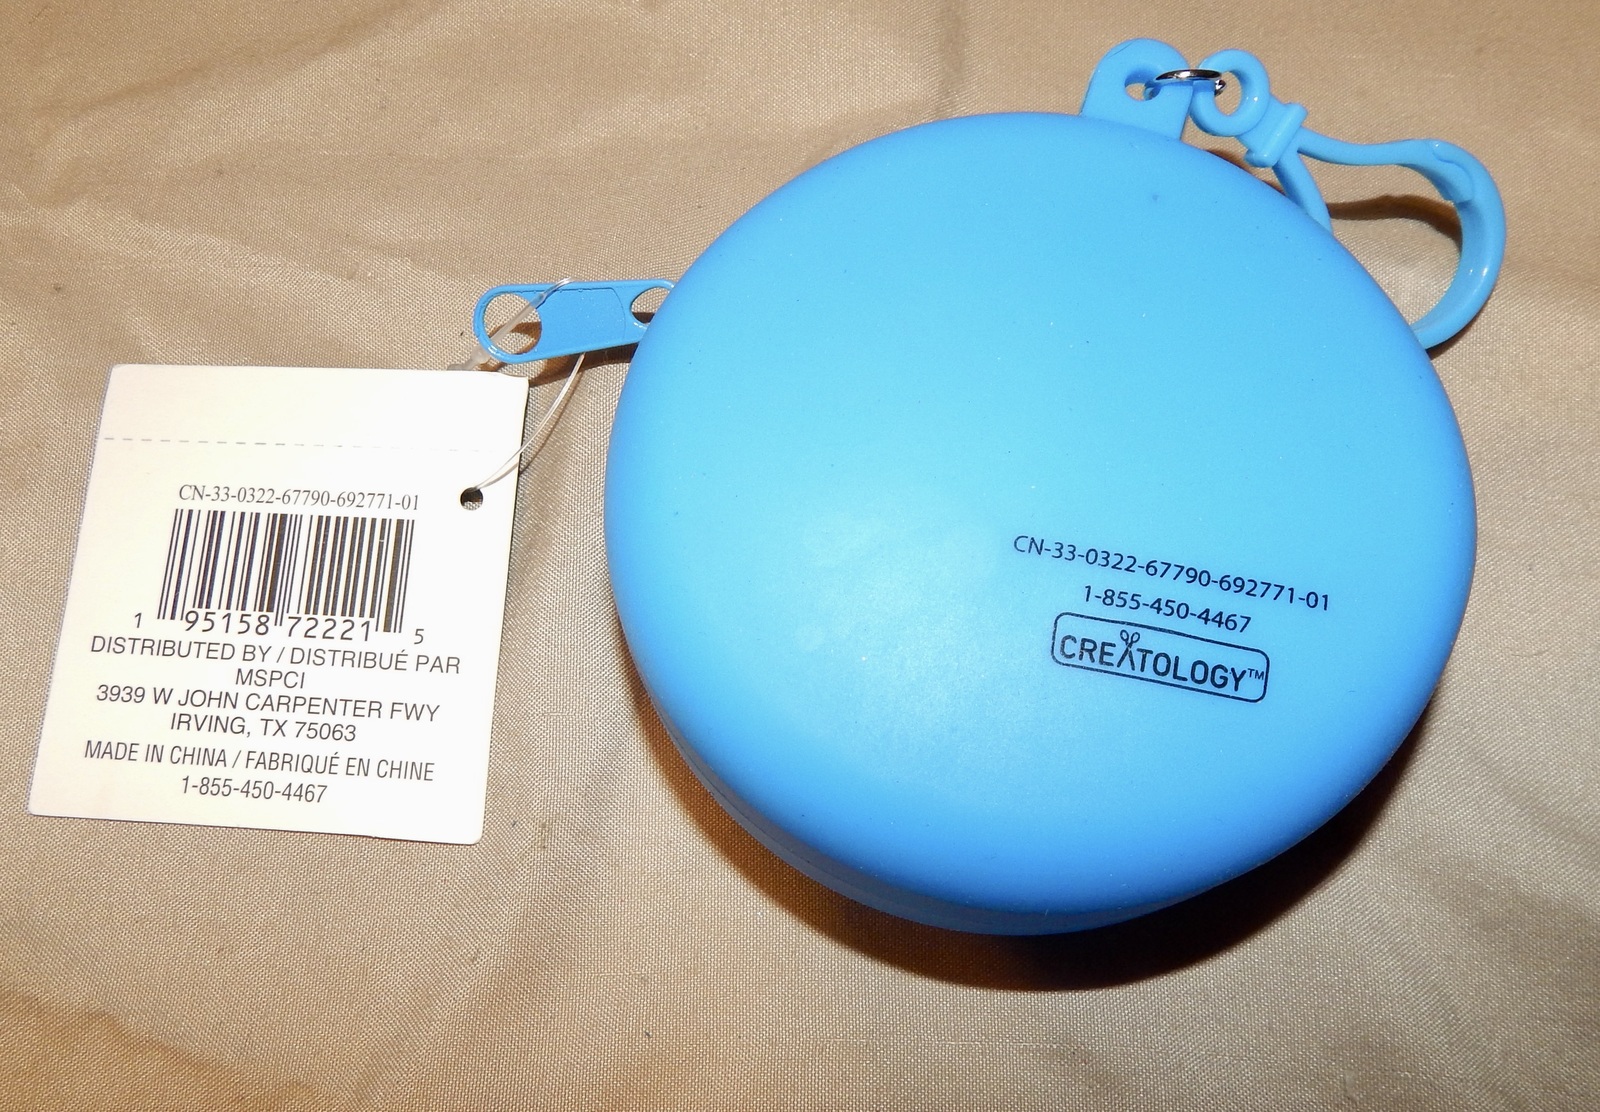 CN-33-0322-67790-692771-01
1 95158 72221 5
DISTRIBUTED BY / DISTRIBUÉ PAR
MSPCI
3939 W JOHN CARPENTER FWY
IRVING, TX 75063
MADE IN CHINA / FABRIQUÉ EN CHINE
1-855-450-4467
CN-33-0322-67790-692771-01
1-855-450-4467
CREATOLOGY™